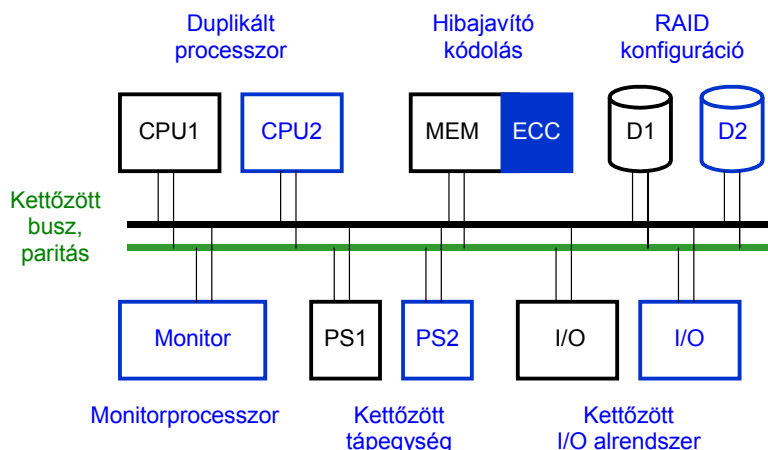 Duplikált
processzor
Hibajavító
kódolás
RAID
konfiguráció
CPU1
CPU2
MEM
ECC
D1
D2
Kettőzött
busz,
paritás
Monitor
PS1
PS2
I/O
I/O
Monitorprocesszor
Kettőzött
tápegység
Kettőzött
I/O alrendszer